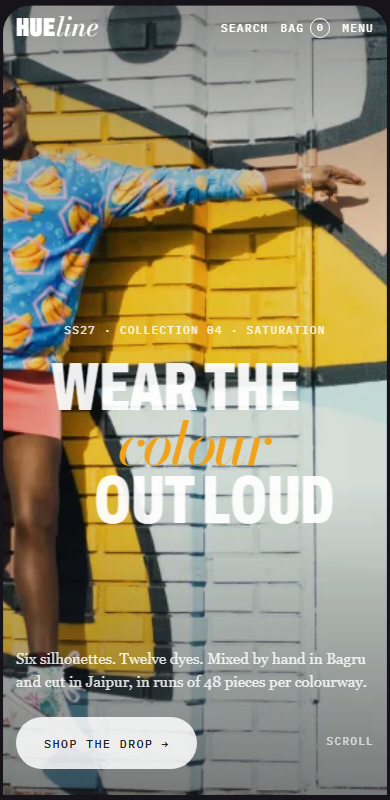 HUEline
SEARCH BAG 0 MENU
SS27 · COLLECTION 04 · SATURATION
WEAR THE
colour
OUT LOUD
Six silhouettes. Twelve dyes. Mixed by hand in Bagru
and cut in Jaipur, in runs of 48 pieces per colourway.
SHOP THE DROP →
SCROLL